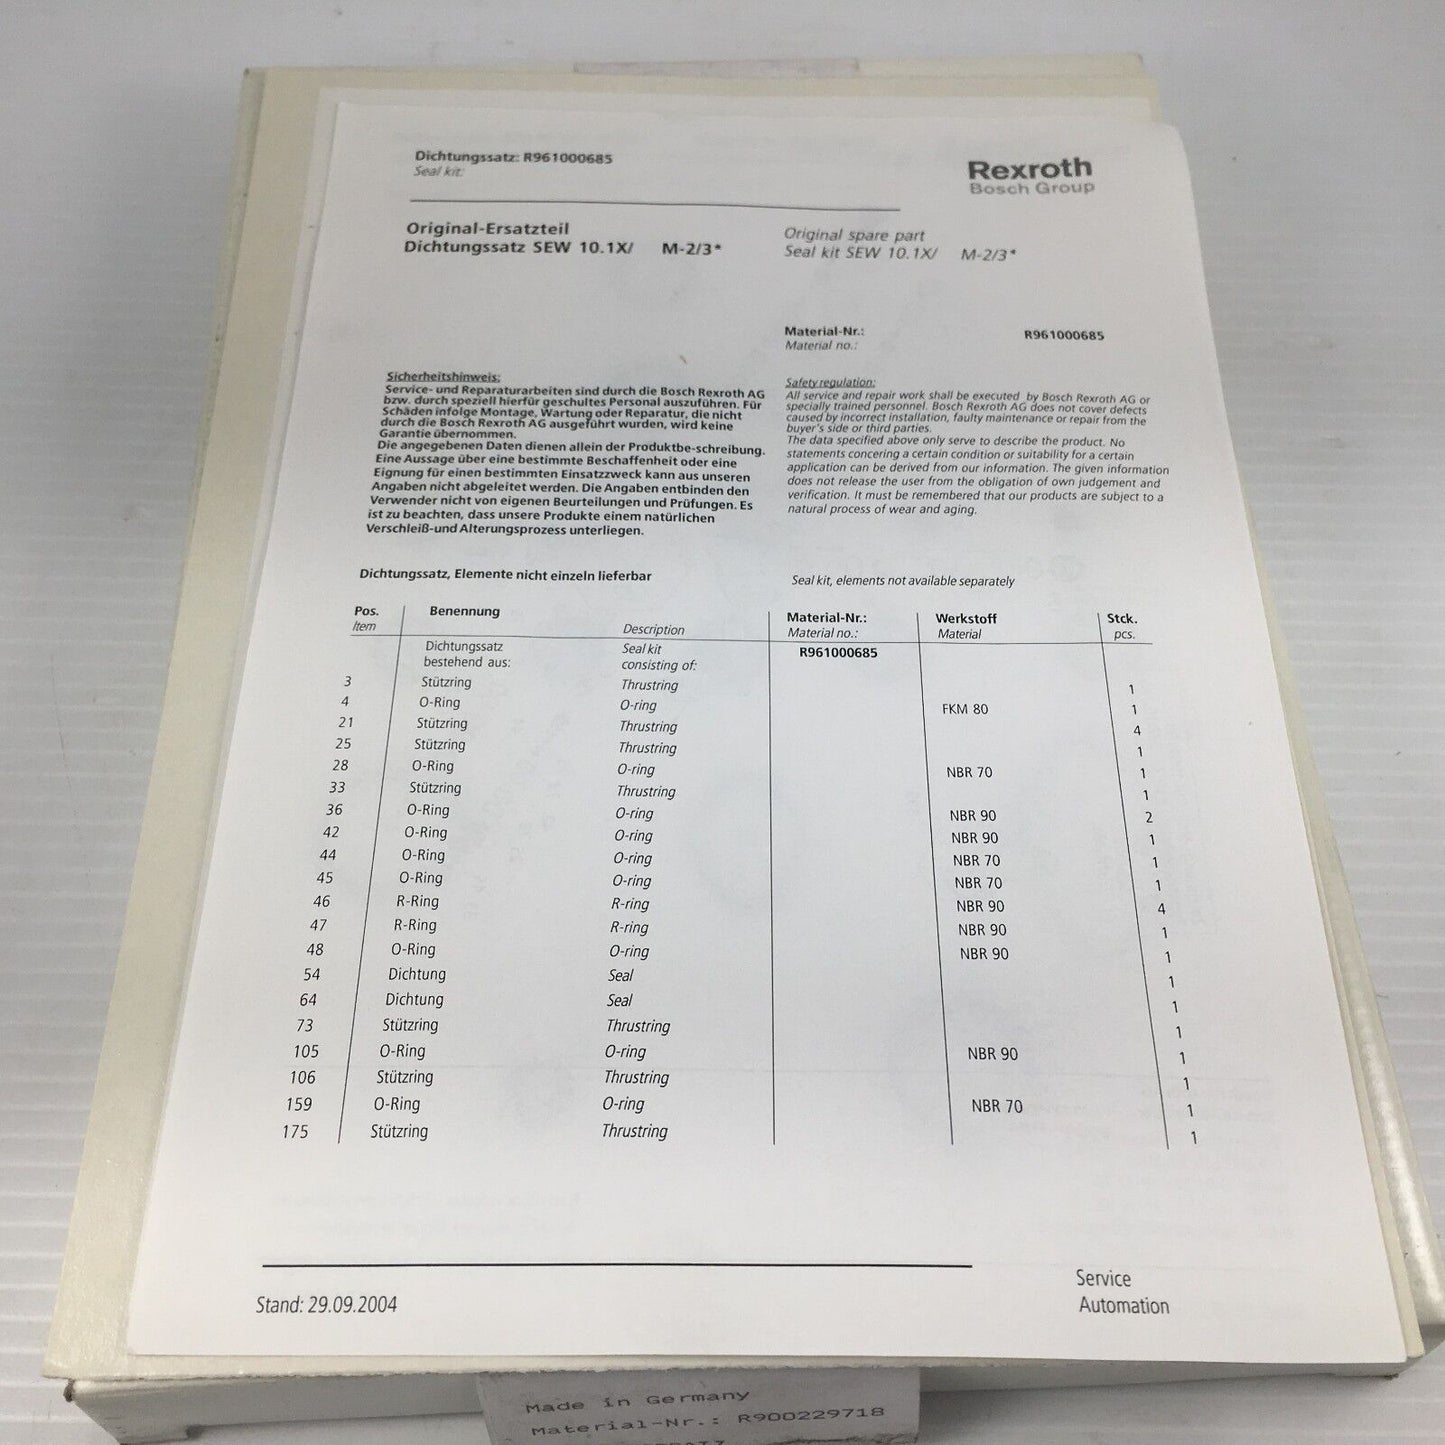 Dichtungssatz: R961000685
Seal kit:
Rexroth
Bosch Group
Original-Ersatzteil
Dichtungssatz SEW 10.1X/ M-2/3*
Original spare part
Seal kit SEW 10.1X/ M-2/3*
Material-Nr.: R961000685
Material no.:
Sicherheitshinweis:
Service- und Reparaturarbeiten sind durch die Bosch Rexroth AG
bzw. durch speziell hierfür geschultes Personal auszuführen. Für
Schäden infolge Montage, Wartung oder Reparatur, die nicht
durch die Bosch Rexroth AG ausgeführt wurden, wird keine
Garantie übernommen.
Die angegebenen Daten dienen allein der Produktbe-schreibung.
Eine Aussage über eine bestimmte Beschaffenheit oder eine
Eignung für einen bestimmten Einsatzzweck kann aus unseren
Angaben nicht abgeleitet werden. Die Angaben entbinden den
Verwender nicht von eigenen Beurteilungen und Prüfungen. Es
ist zu beachten, dass unsere Produkte einem natürlichen
Verschleiß-und Alterungsprozess unterliegen.
Safety regulation:
All service and repair work shall be executed by Bosch Rexroth AG or
specially trained personnel. Bosch Rexroth AG does not cover defects
caused by incorrect installation, faulty maintenance or repair from the
buyer's side or third parties.
The data specified above only serve to describe the product. No
statements concering a certain condition or suitability for a certain
application can be derived from our information. The given information
does not release the user from the obligation of own judgement and
verification. It must be remembered that our products are subject to a
natural process of wear and aging.
Dichtungssatz, Elemente nicht einzeln lieferbar
Seal kit, elements not available separately
Pos. Benennung Material-Nr.: Werkstoff Stck.
Item Description Material no.: Material pcs.
Dichtungssatz Seal kit R961000685
bestehend aus: consisting of:
3 Stützring Thrustring 1
4 O-Ring O-ring FKM 80 1
21 Stützring Thrustring 4
25 Stützring Thrustring 1
28 O-Ring O-ring NBR 70 1
33 Stützring Thrustring 1
36 O-Ring O-ring NBR 90 2
42 O-Ring O-ring NBR 90 1
44 O-Ring O-ring NBR 70 1
45 O-Ring O-ring NBR 70 1
46 R-Ring R-ring NBR 90 4
47 R-Ring R-ring NBR 90 1
48 O-Ring O-ring NBR 90 1
54 Dichtung Seal 1
64 Dichtung Seal 1
73 Stützring Thrustring 1
105 O-Ring O-ring NBR 90 1
106 Stützring Thrustring 1
159 O-Ring O-ring NBR 70 1
175 Stützring Thrustring 1
Stand: 29.09.2004
Service
Automation
Made in Germany
Material-Nr.: R900229718